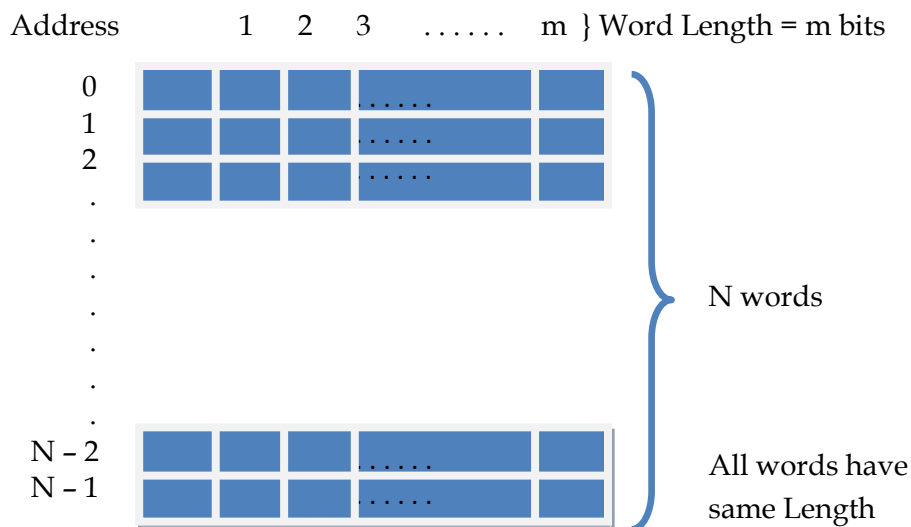 Address 1 2 3 . . . . . . m } Word Length = m bits
0
. . . . . .
1
. . . . . .
2
. . . . . .
.
.
.
N words
.
.
.
.
N – 2
. . . . . .
All words have
N – 1
. . . . . .
same Length